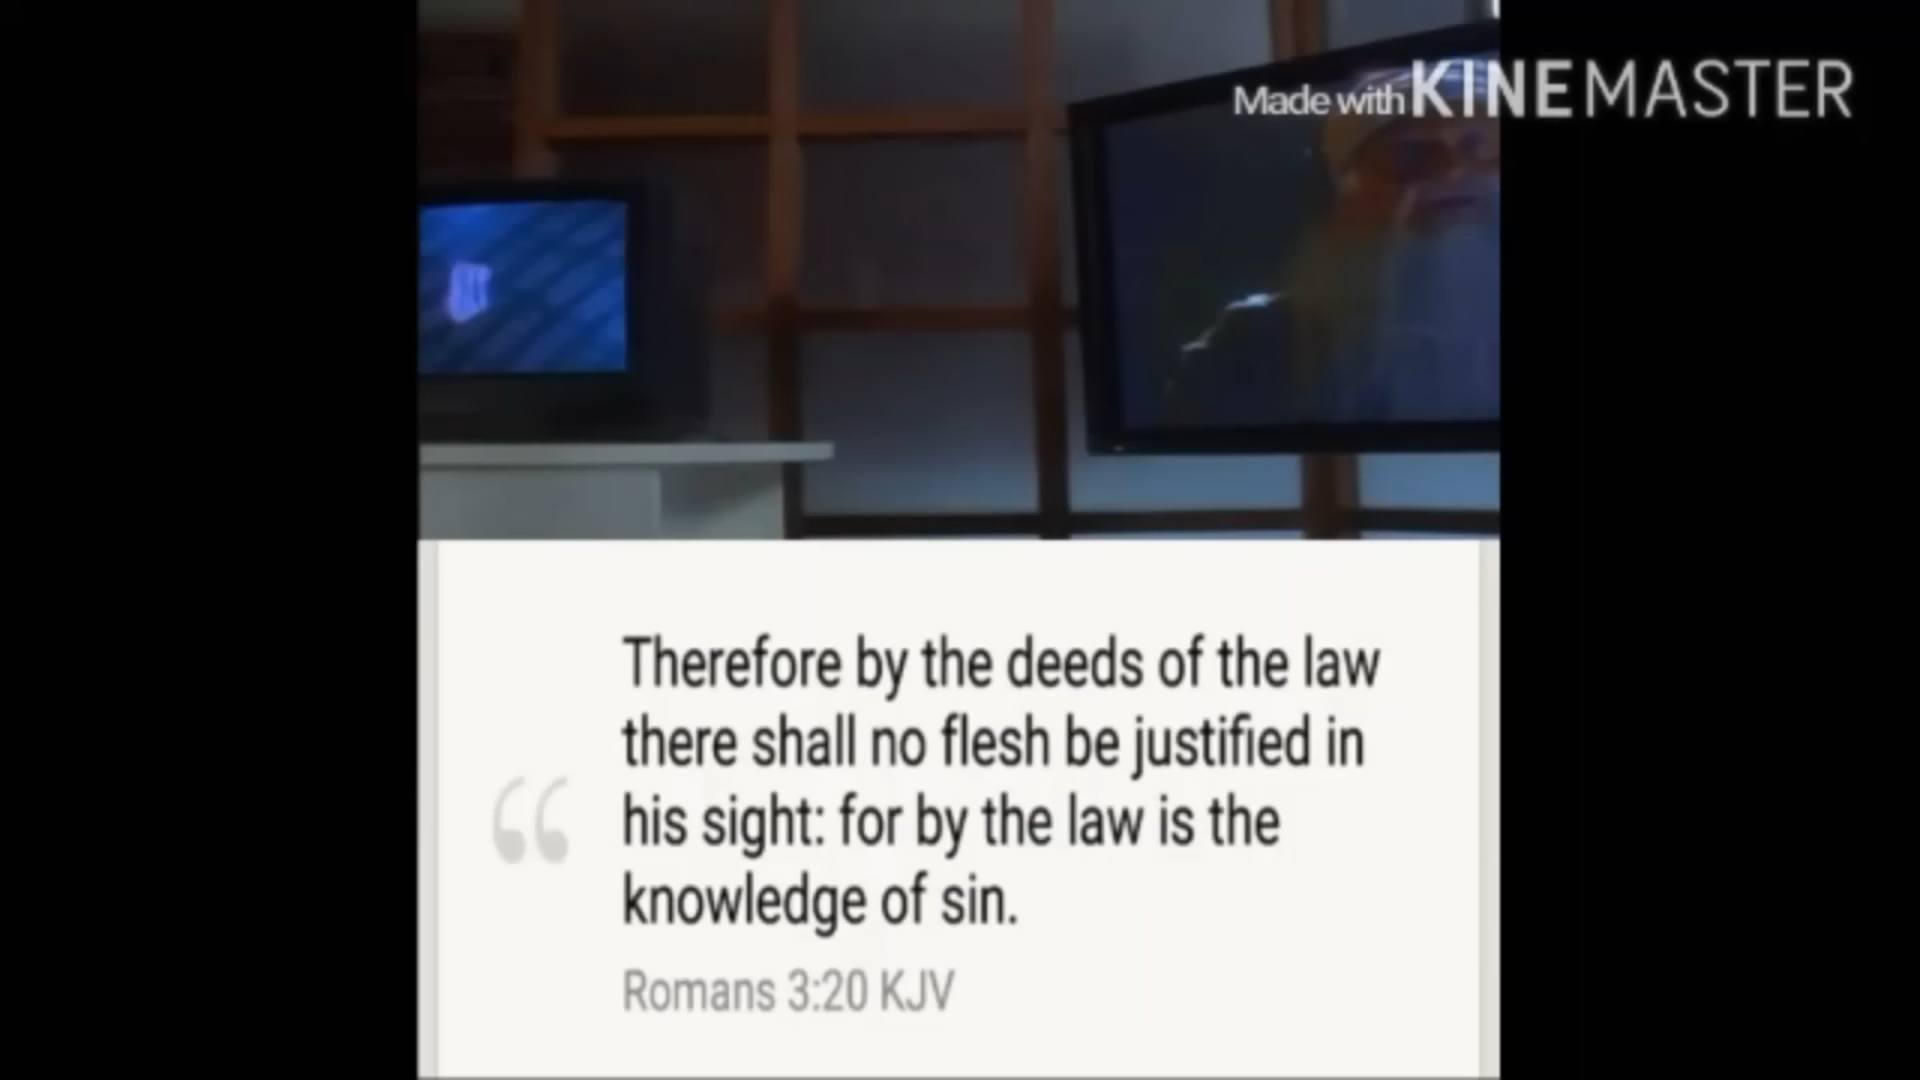 Made with KINEMASTER
Therefore by the deeds of the law
there shall no flesh be justified in
his sight: for by the law is the
knowledge of sin.
Romans 3:20 KJV